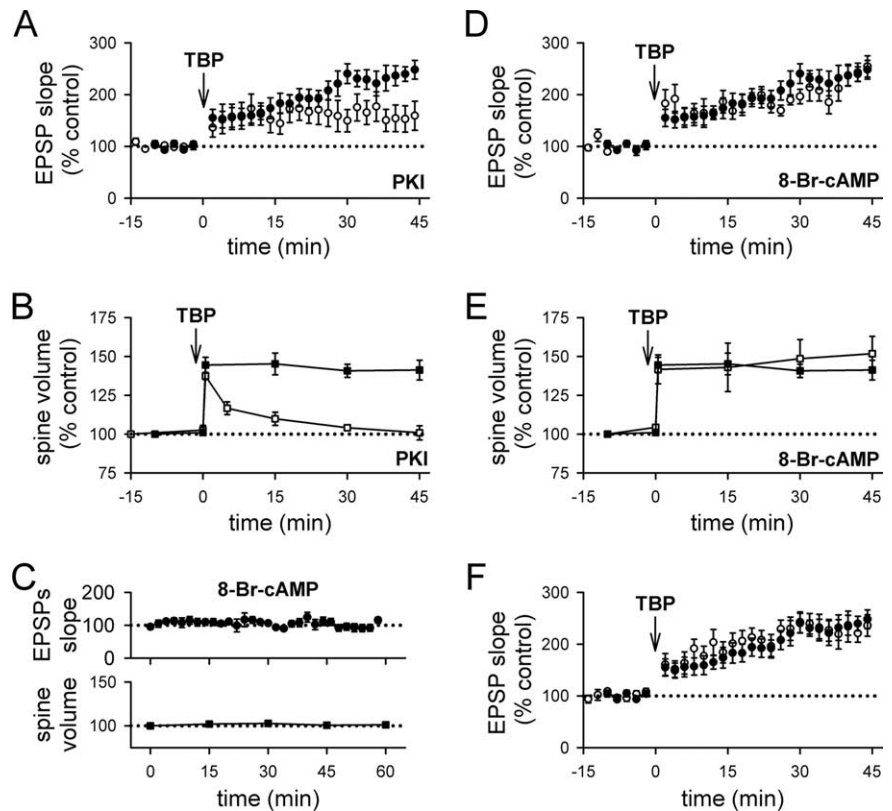 A
TBP
EPSP slope
(% control)
300
200
100
0
PKI
-15 0 15 30 45
time (min)
B
TBP
spine volume
(% control)
175
150
125
100
75
PKI
-15 0 15 30 45
time (min)
C
8-Br-cAMP
EPSPs
slope
200
100
0
spine
volume
150
100
0 15 30 45 60
time (min)
D
TBP
EPSP slope
(% control)
300
200
100
0
8-Br-cAMP
-15 0 15 30 45
time (min)
E
TBP
spine volume
(% control)
175
150
125
100
75
8-Br-cAMP
-15 0 15 30 45
time (min)
F
TBP
EPSP slope
(% control)
300
200
100
0
-15 0 15 30 45
time (min)